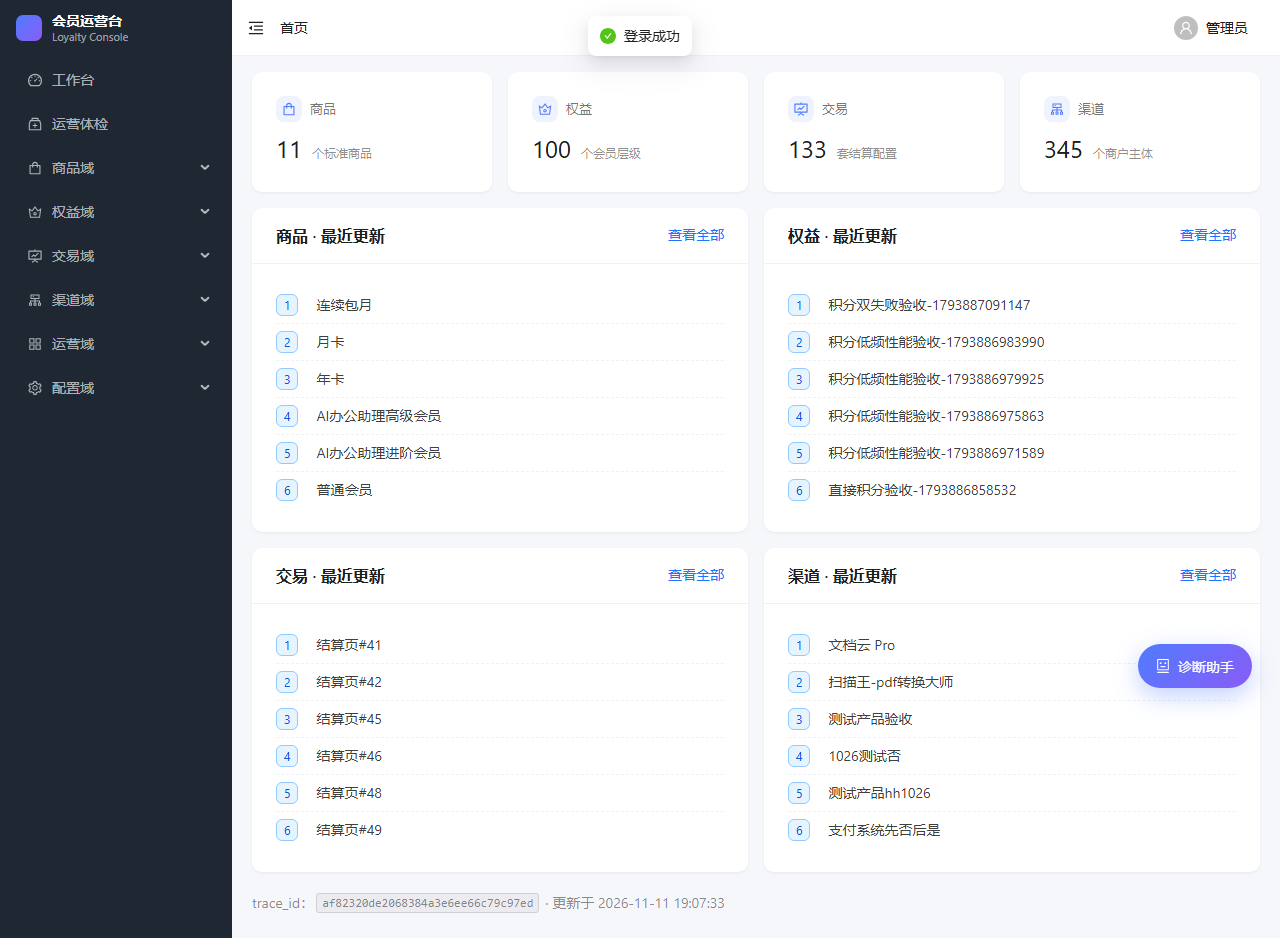 会员运营台
Loyalty Console
工作台
运营体检
商品域
权益域
交易域
渠道域
运营域
配置域
首页
登录成功
管理员
商品
11 个标准商品
权益
100 个会员层级
交易
133 套结算配置
渠道
345 个商户主体
商品 · 最近更新 查看全部
1 连续包月
2 月卡
3 年卡
4 AI办公助理高级会员
5 AI办公助理进阶会员
6 普通会员
权益 · 最近更新 查看全部
1 积分双失败验收-1793887091147
2 积分低频性能验收-1793886983990
3 积分低频性能验收-1793886979925
4 积分低频性能验收-1793886975863
5 积分低频性能验收-1793886971589
6 直接积分验收-1793886858532
交易 · 最近更新 查看全部
1 结算页#41
2 结算页#42
3 结算页#45
4 结算页#46
5 结算页#48
6 结算页#49
渠道 · 最近更新 查看全部
1 文档云 Pro
2 扫描王-pdf转换大师
3 测试产品验收
4 1026测试否
5 测试产品hh1026
6 支付系统先否后是
诊断助手
trace_id: af82320de2068384a3e6ee66c79c97ed · 更新于 2026-11-11 19:07:33